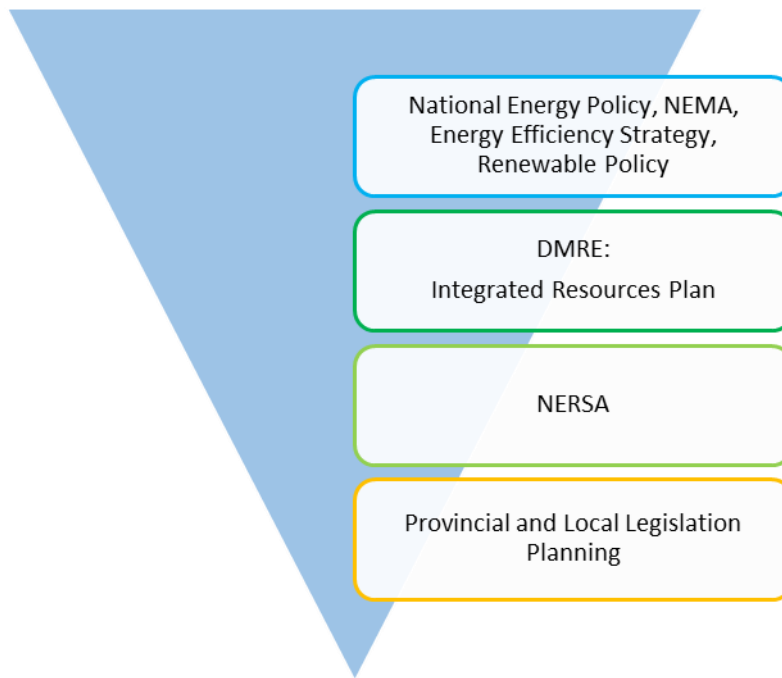 National Energy Policy, NEMA,
Energy Efficiency Strategy,
Renewable Policy
DMRE:
Integrated Resources Plan
NERSA
Provincial and Local Legislation
Planning